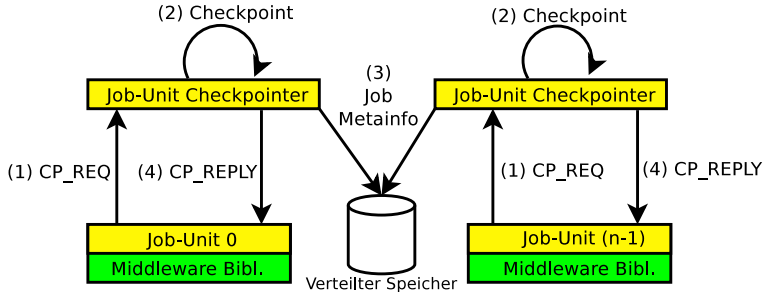 (2) Checkpoint
(2) Checkpoint
(3)
Job
Metainfo
Job-Unit Checkpointer
Job-Unit Checkpointer
(1) CP_REQ
(4) CP_REPLY
(1) CP_REQ
(4) CP_REPLY
Job-Unit 0
Middleware Bibl.
Job-Unit (n-1)
Middleware Bibl.
Verteilter Speicher